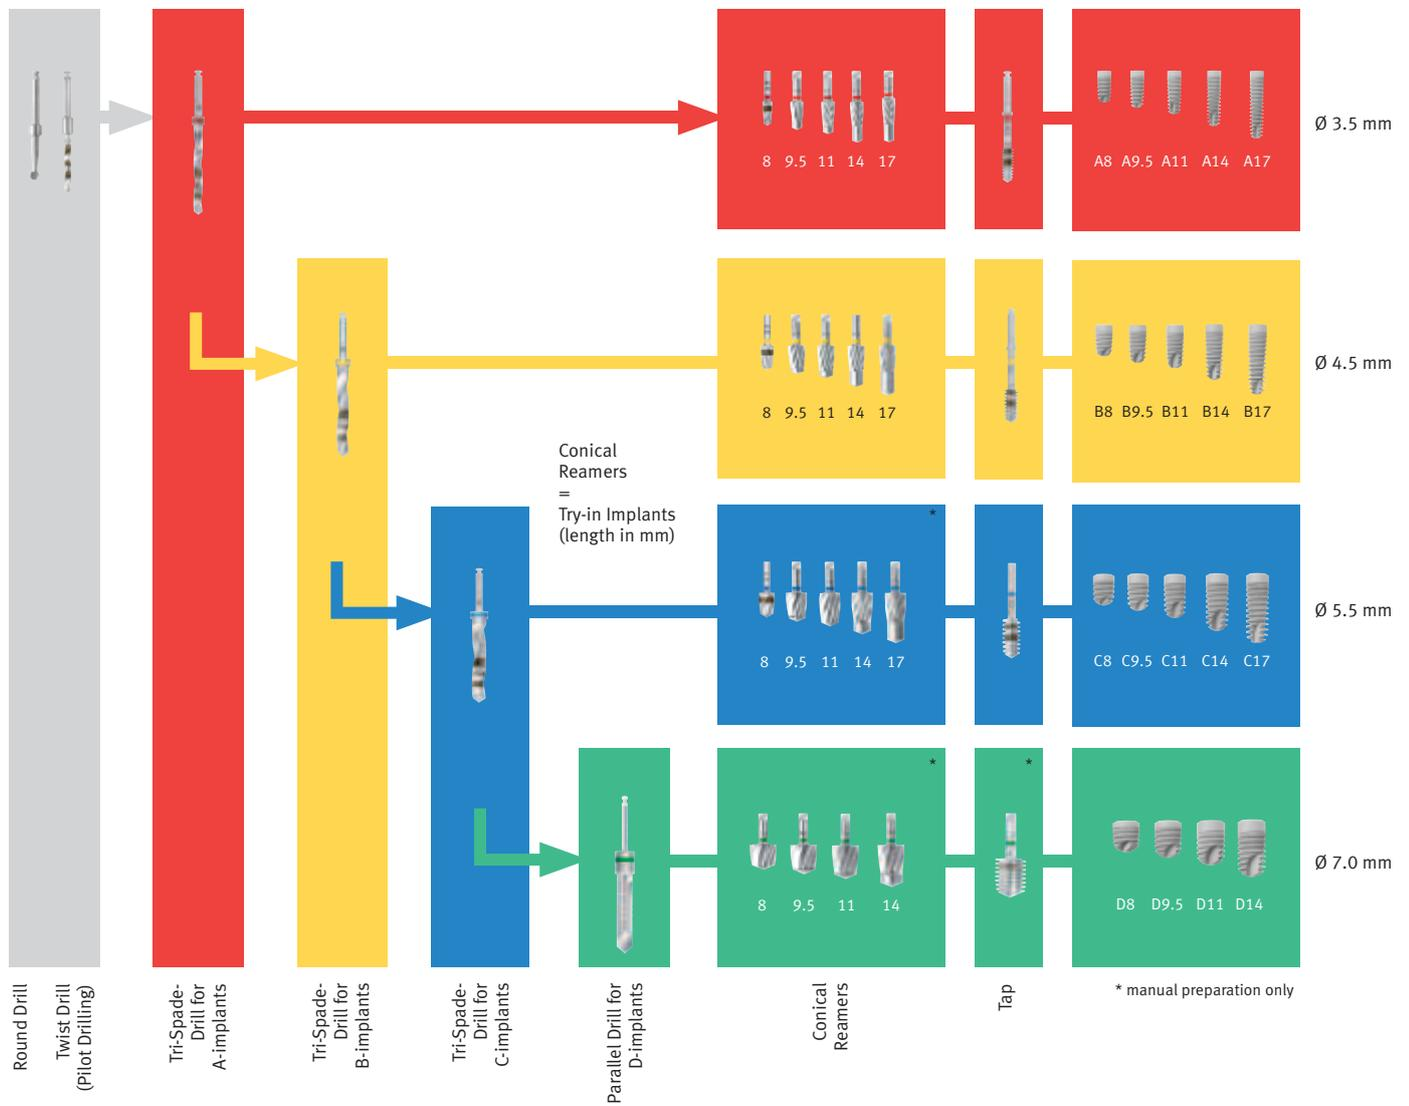 8 9.5 11 14 17
A8 A9.5 A11 A14 A17
Ø 3.5 mm
8 9.5 11 14 17
B8 B9.5 B11 B14 B17
Ø 4.5 mm
Conical
Reamers
=
Try-in Implants
(length in mm)
*
8 9.5 11 14 17
C8 C9.5 C11 C14 C17
Ø 5.5 mm
*
*
8 9.5 11 14
D8 D9.5 D11 D14
Ø 7.0 mm
Round Drill
Twist Drill
(Pilot Drilling)
Tri-Spade-
Drill for
A-implants
Tri-Spade-
Drill for
B-implants
Tri-Spade-
Drill for
C-implants
Parallel Drill for
D-implants
Conical
Reamers
Tap
* manual preparation only